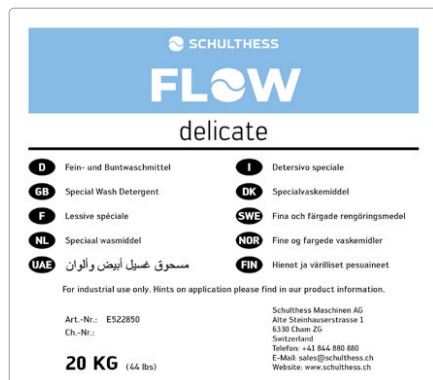 SCHULTHESS
FLOW
delicate
D Fein- und Buntwaschmittel
GB Special Wash Detergent
F Lessive spéciale
NL Speciaal wasmiddel
UAE مسحوق غسيل أبيض وألوان
I Detersivo speciale
DK Specialvaskemiddel
SWE Fina och färgade rengöringsmedel
NOR Fine og fargede vaskemidler
FIN Hienot ja värilliset pesuaineet
For industrial use only. Hints on application please find in our product information.
Art.-Nr.: E522850
Ch.-Nr.:
20 KG (44 lbs)
Schulthess Maschinen AG
Alte Steinhauserstrasse 1
6330 Cham ZG
Switzerland
Telefon: +41 844 880 880
E-Mail: sales@schulthess.ch
Website: www.schulthess.ch